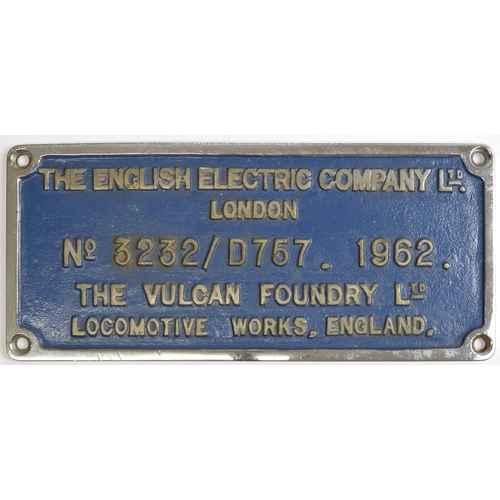 THE ENGLISH ELECTRIC COMPANY LTD.
LONDON
No 3232/D757. 1962.
THE VULCAN FOUNDRY LTD
LOCOMOTIVE WORKS, ENGLAND.